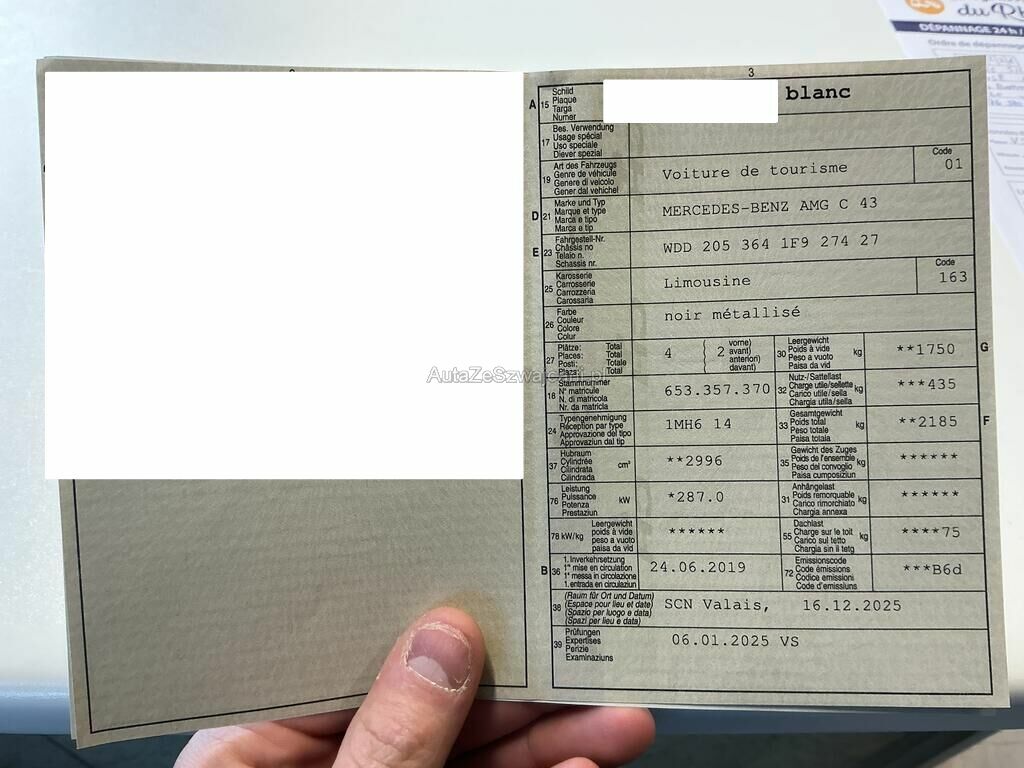 du Rh
DÉPANNAGE 24 h /
Ordre de dépannage
3
A 15 Schild
Plaque
Targa
Numer
blanc
17 Bes. Verwendung
Usage spécial
Uso speciale
Diever spezial
19 Art des Fahrzeugs
Genre de véhicule
Genere di veicolo
Gener dal vehichel
Voiture de tourisme
Code
01
D 21 Marke und Typ
Marque et type
Marca e tipo
Marca e tip
MERCEDES-BENZ AMG C 43
E 23 Fahrgestell-Nr.
Châssis no
Telaio n.
Schassis nr.
WDD 205 364 1F9 274 27
25 Karosserie
Carrosserie
Carrozzeria
Carossaria
Limousine
Code
163
26 Farbe
Couleur
Colore
Colur
noir métallisé
27 Plätze: Total
Places: Total
Posti: Totale
Plaza: Total
4 ( 2 vorne)
avant)
anteriori)
davant)
30 Leergewicht
Poids à vide
Peso a vuoto
Paisa da vid
kg
**1750
G
AutaZeSzwajcarii.pl
18 Stammnummer
N° matricule
N. di matricola
Nr. da matricla
653.357.370
32 Nutz-/Sattellast
Charge utile/sellette
Carico utile/sella
Chargia utila/sella
kg
***435
24 Typengenehmigung
Réception par type
Approvazione del tipo
Approvaziun dal tip
1MH6 14
33 Gesamtgewicht
Poids total
Peso totale
Paisa totala
kg
**2185
F
37 Hubraum
Cylindrée
Cilindrata
Cilindrada
cm³
**2996
35 Gewicht des Zuges
Poids de l'ensemble
Peso del convoglio
Paisa cumposiziun
kg
******
76 Leistung
Puissance
Potenza
Prestaziun
kW
*287.0
31 Anhängelast
Poids remorquable
Carico rimorchiato
Chargia annexa
kg
******
78 kW/kg
Leergewicht
poids à vide
peso a vuoto
paisa da vid
******
55 Dachlast
Charge sur le toit
Carico sul tetto
Chargia sin il tetg
kg
****75
B 36 1. Inverkehrsetzung
1re mise en circulation
1a messa in circolazione
1. entrada en circulaziun
24.06.2019
72 Emissionscode
Code émissions
Codice emissioni
Code d'emissiuns
***B6d
38 (Raum für Ort und Datum)
(Espace pour lieu et date)
(Spazio per luogo e data)
(Spazi per lieu e data)
SCN Valais, 16.12.2025
39 Prüfungen
Expertises
Perizie
Examinaziuns
06.01.2025 VS